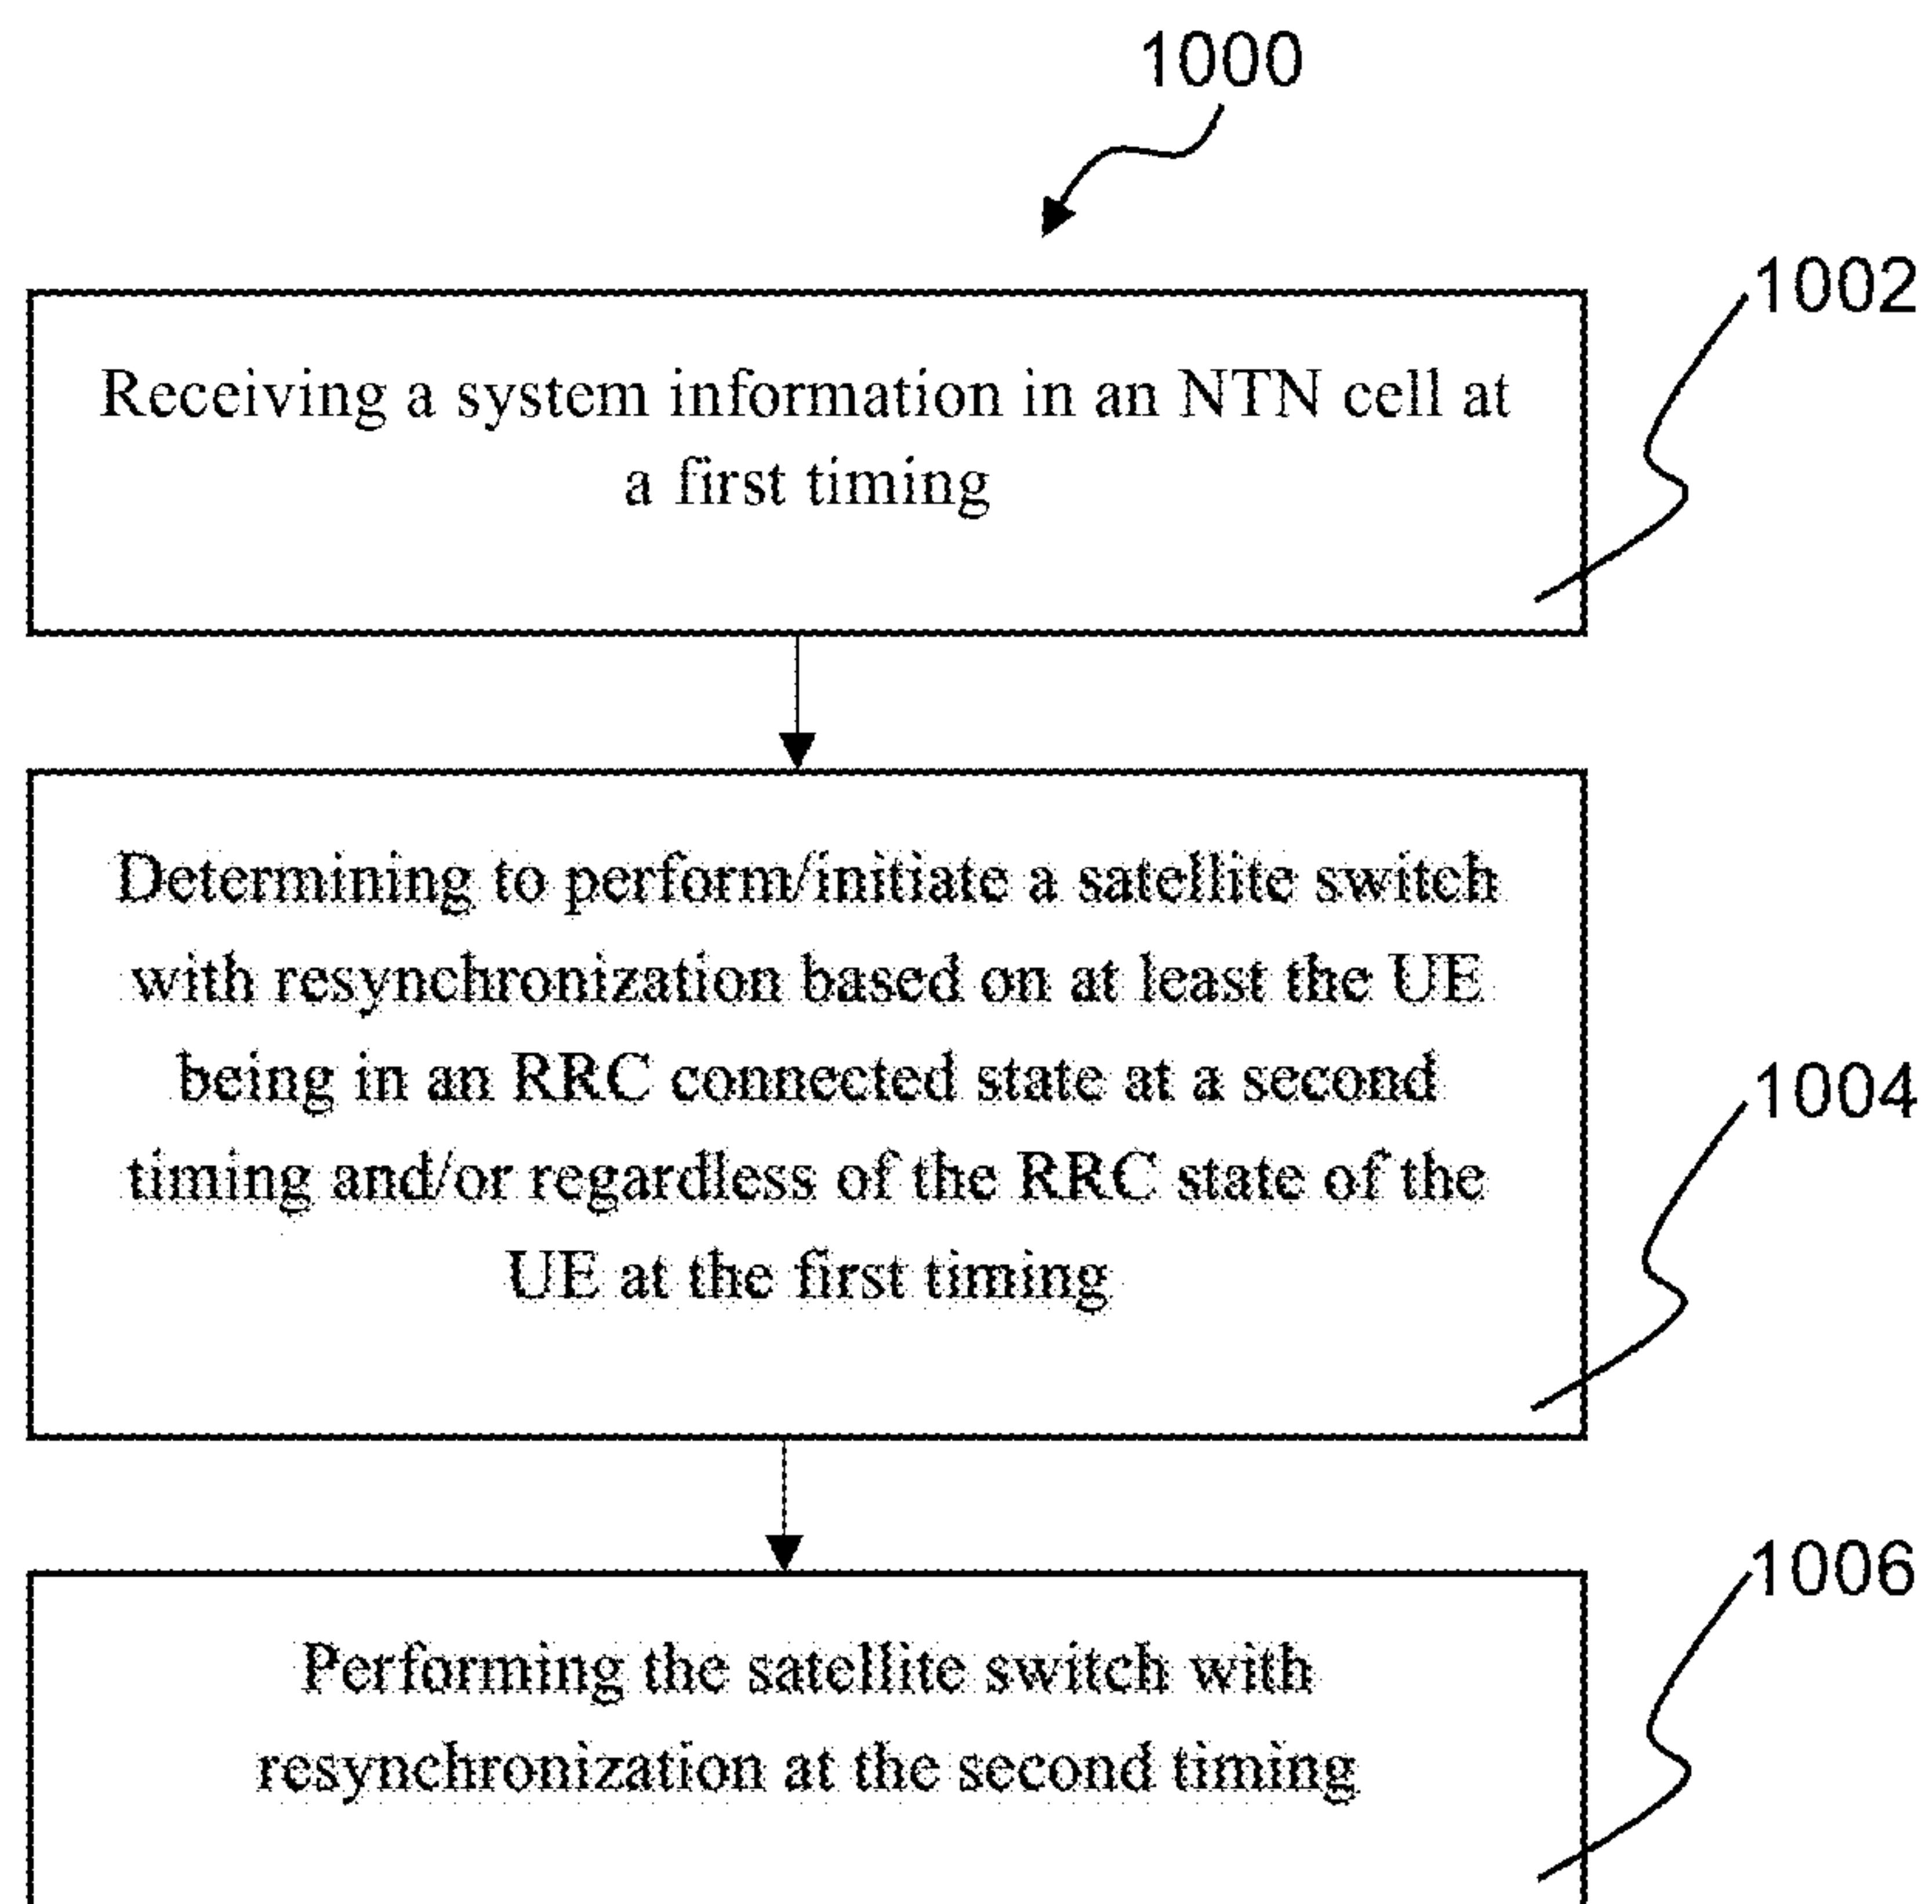 1000
1002
Receiving a system information in an NTN cell at
a first timing
Determining to perform/initiate a satellite switch
with resynchronization based on at least the UE
being in an RRC connected state at a second
timing and/or regardless of the RRC state of the
UE at the first timing
1004
1006
Performing the satellite switch with
resynchronization at the second timing